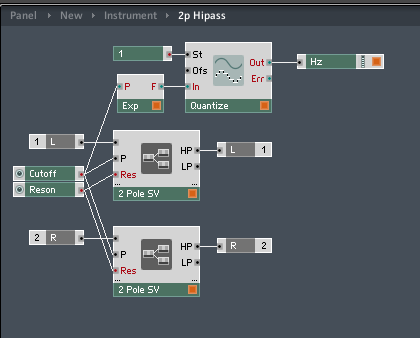 Panel ▸ New ▸ Instrument ▸ 2p Hipass
1 St Out Hz
Ofs
P F In Err
Exp Quantize
1 L HP L 1
P LP
Cutoff Res
Reson ...  ...
2 Pole SV
2 R HP R 2
P LP
Res
... ...
2 Pole SV